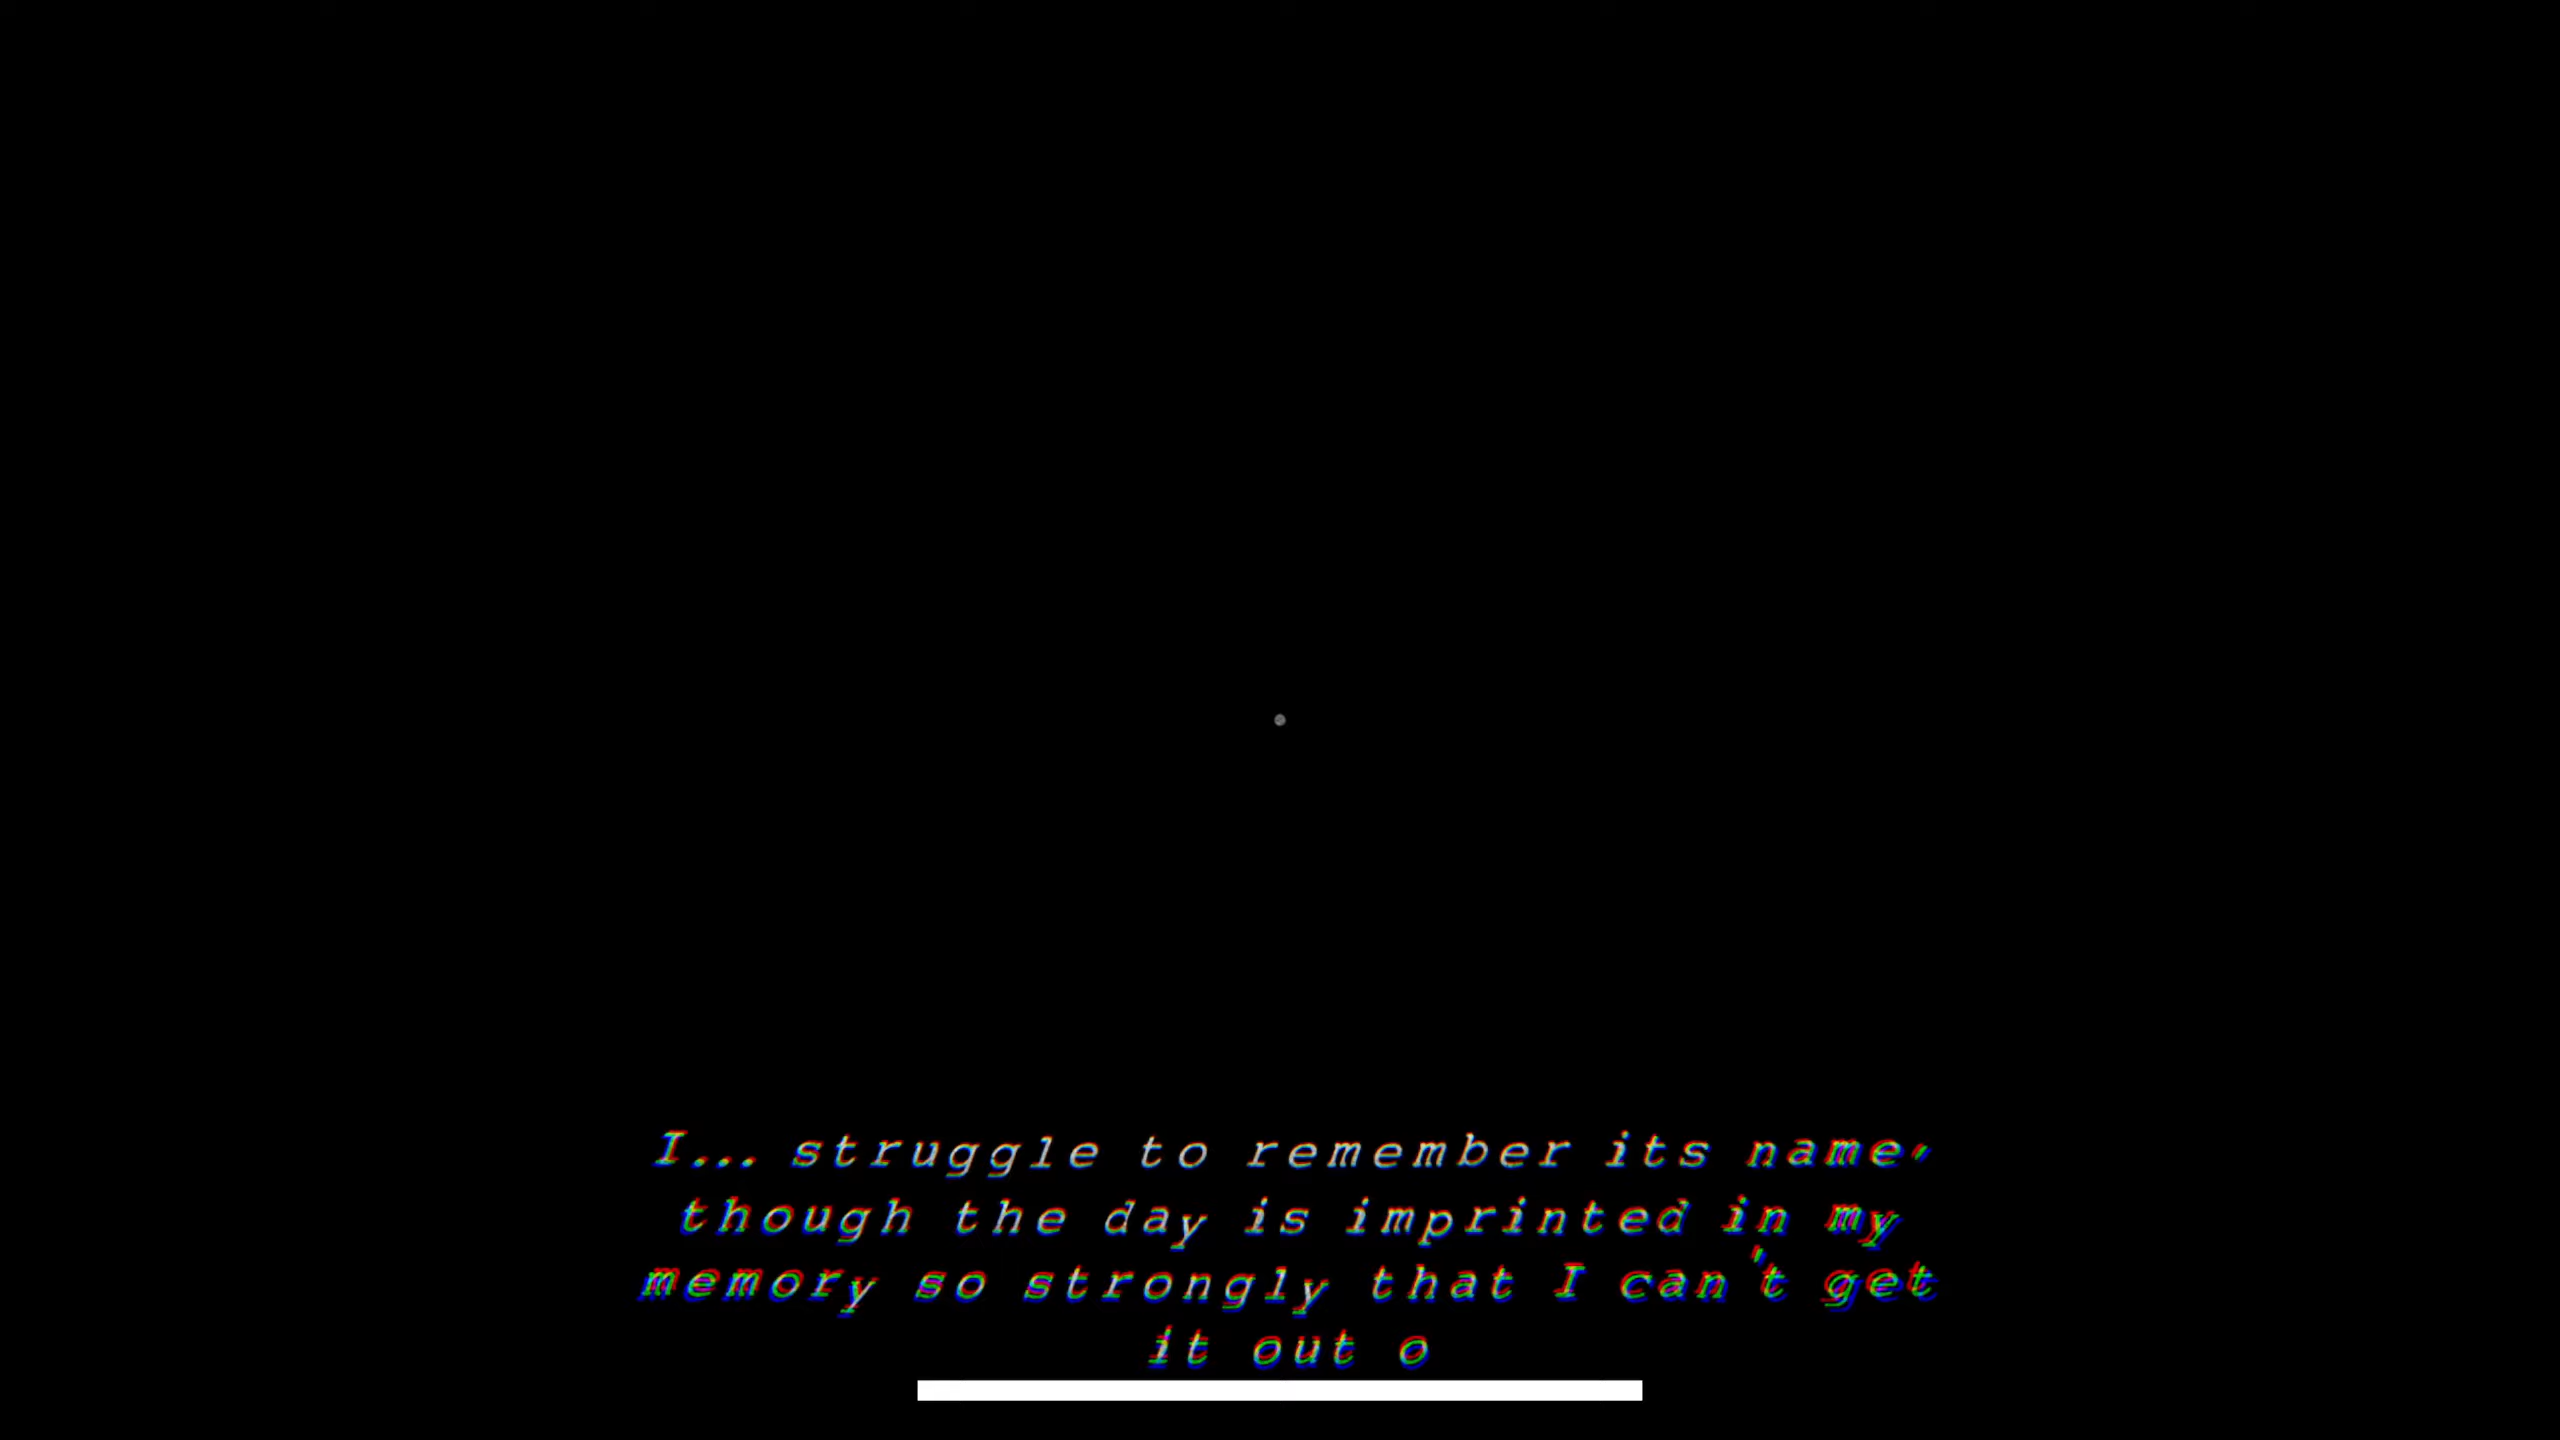 I... struggle to remember its name,
though the day is imprinted in my
memory so strongly that I can't get
it out o